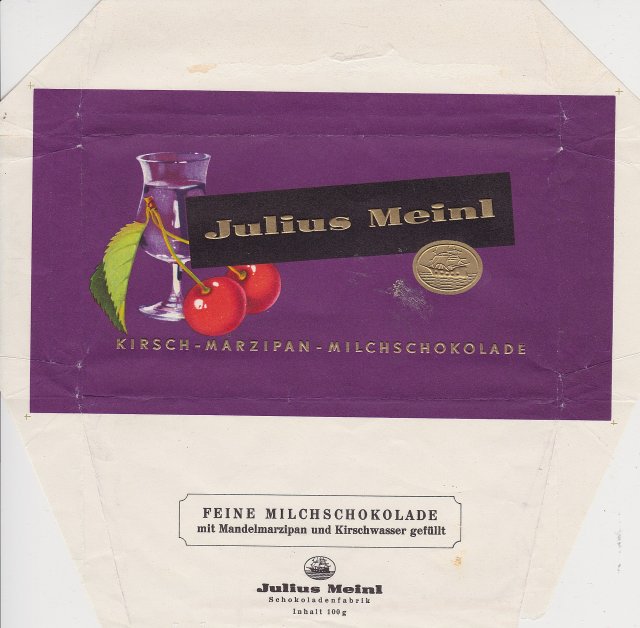 Julius Meinl
KIRSCH-MARZIPAN-MILCHSCHOKOLADE
FEINE MILCHSCHOKOLADE
mit Mandelmarzipan und Kirschwasser gefüllt
Julius Meinl
Schokoladenfabrik
Inhalt 100g